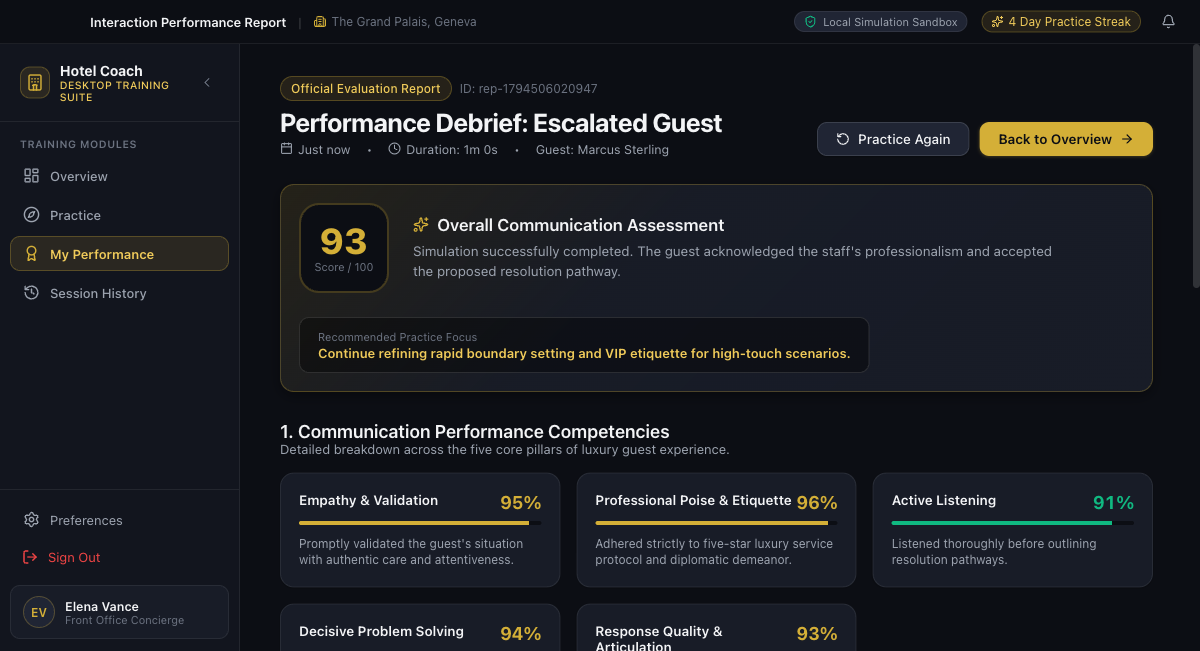 Interaction Performance Report | The Grand Palais, Geneva
Local Simulation Sandbox
4 Day Practice Streak
Hotel Coach
DESKTOP TRAINING
SUITE
TRAINING MODULES
Overview
Practice
My Performance
Session History
Preferences
Sign Out
EV
Elena Vance
Front Office Concierge
Official Evaluation Report
ID: rep-1794506020947
Performance Debrief: Escalated Guest
Just now • Duration: 1m 0s • Guest: Marcus Sterling
Practice Again
Back to Overview
93
Score / 100
Overall Communication Assessment
Simulation successfully completed. The guest acknowledged the staff's professionalism and accepted
the proposed resolution pathway.
Recommended Practice Focus
Continue refining rapid boundary setting and VIP etiquette for high-touch scenarios.
1. Communication Performance Competencies
Detailed breakdown across the five core pillars of luxury guest experience.
Empathy & Validation 95%
Promptly validated the guest's situation
with authentic care and attentiveness.
Professional Poise & Etiquette 96%
Adhered strictly to five-star luxury service
protocol and diplomatic demeanor.
Active Listening 91%
Listened thoroughly before outlining
resolution pathways.
Decisive Problem Solving 94%
Response Quality & 93%
Articulation